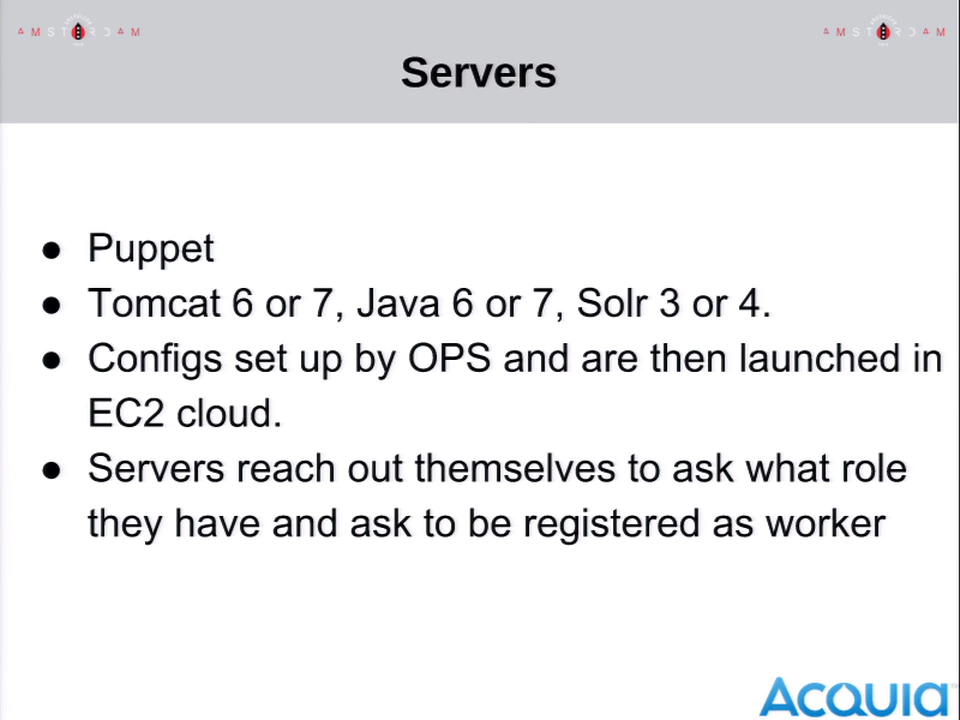 AMSTERDAM AMSTERDAM
Servers
● Puppet
● Tomcat 6 or 7, Java 6 or 7, Solr 3 or 4.
● Configs set up by OPS and are then launched in
EC2 cloud.
● Servers reach out themselves to ask what role
they have and ask to be registered as worker
ACQUIA